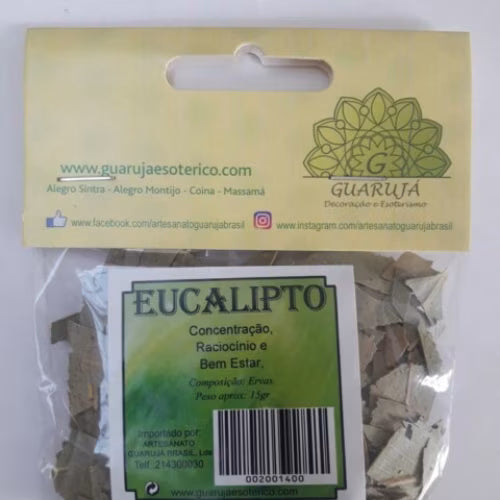 G
GUARUJÁ
Decoração e Esoterismo
www.guarujaesoterico.com
Alegro Sintra - Alegro Montijo - Coina - Massamá
www.facebook.com/artesanatoguarujabrasil
www.instagram.com/artesanatoguarujabrasil
EUCALIPTO
Concentração,
Raciocínio e
Bem Estar,
Composição: Ervas
Peso aprox: 15gr
Importado por:
ARTESANATO
GUARUJA BRASIL, Lda
Telf: 214300030
002001400
www.guarujaesoterico.com